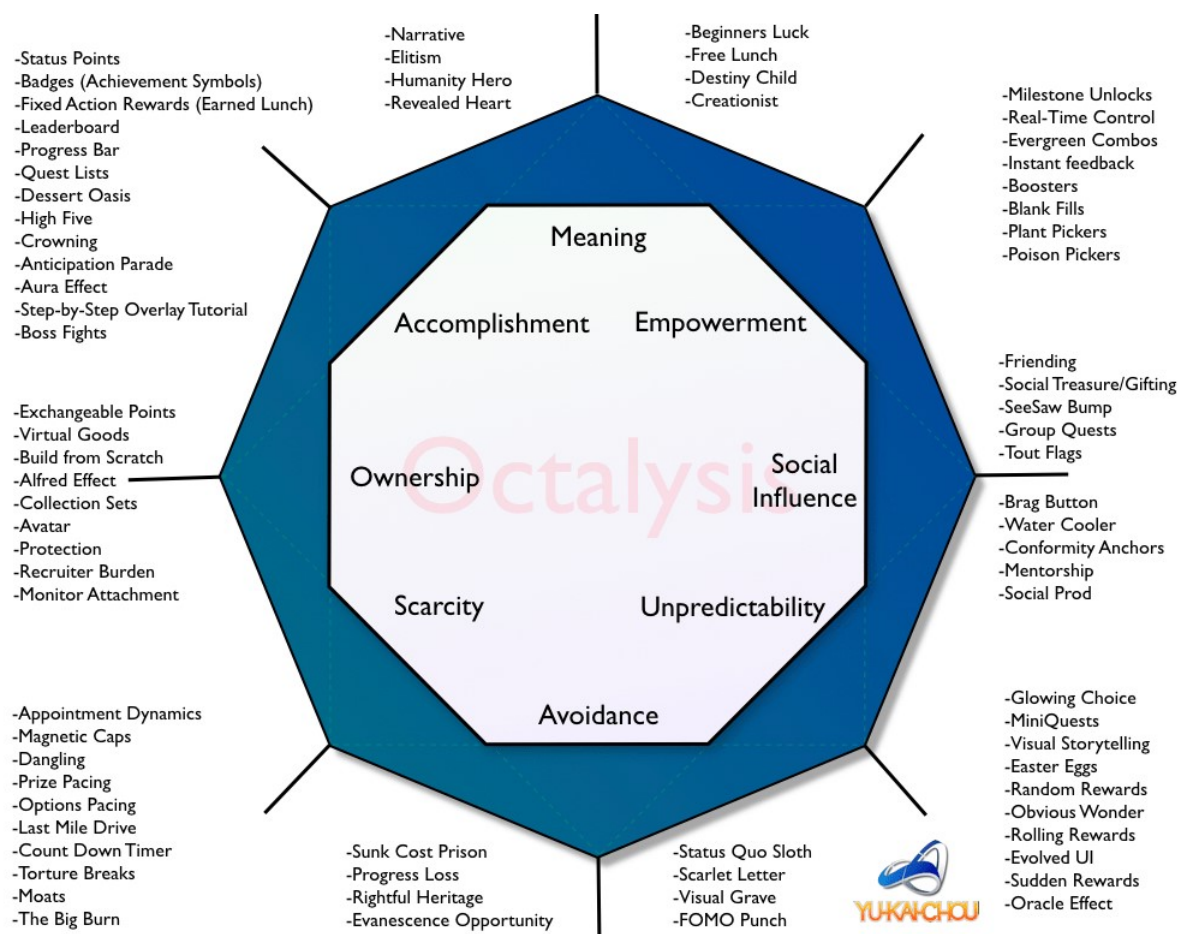 -Narrative
-Elitism
-Humanity Hero
-Revealed Heart
-Beginners Luck
-Free Lunch
-Destiny Child
-Creationist
-Status Points
-Badges (Achievement Symbols)
-Fixed Action Rewards (Earned Lunch)
-Leaderboard
-Progress Bar
-Quest Lists
-Dessert Oasis
-High Five
-Crowning
-Anticipation Parade
-Aura Effect
-Step-by-Step Overlay Tutorial
-Boss Fights
-Milestone Unlocks
-Real-Time Control
-Evergreen Combos
-Instant feedback
-Boosters
-Blank Fills
-Plant Pickers
-Poison Pickers
Meaning
Accomplishment
Empowerment
Ownership
Octalysis
Social
Influence
Scarcity
Unpredictability
Avoidance
-Exchangeable Points
-Virtual Goods
-Build from Scratch
-Alfred Effect
-Collection Sets
-Avatar
-Protection
-Recruiter Burden
-Monitor Attachment
-Friending
-Social Treasure/Gifting
-SeeSaw Bump
-Group Quests
-Tout Flags
-Brag Button
-Water Cooler
-Conformity Anchors
-Mentorship
-Social Prod
-Appointment Dynamics
-Magnetic Caps
-Dangling
-Prize Pacing
-Options Pacing
-Last Mile Drive
-Count Down Timer
-Torture Breaks
-Moats
-The Big Burn
-Sunk Cost Prison
-Progress Loss
-Rightful Heritage
-Evanescence Opportunity
-Status Quo Sloth
-Scarlet Letter
-Visual Grave
-FOMO Punch
-Glowing Choice
-MiniQuests
-Visual Storytelling
-Easter Eggs
-Random Rewards
-Obvious Wonder
-Rolling Rewards
-Evolved UI
-Sudden Rewards
-Oracle Effect
YU-KAI-CHOU